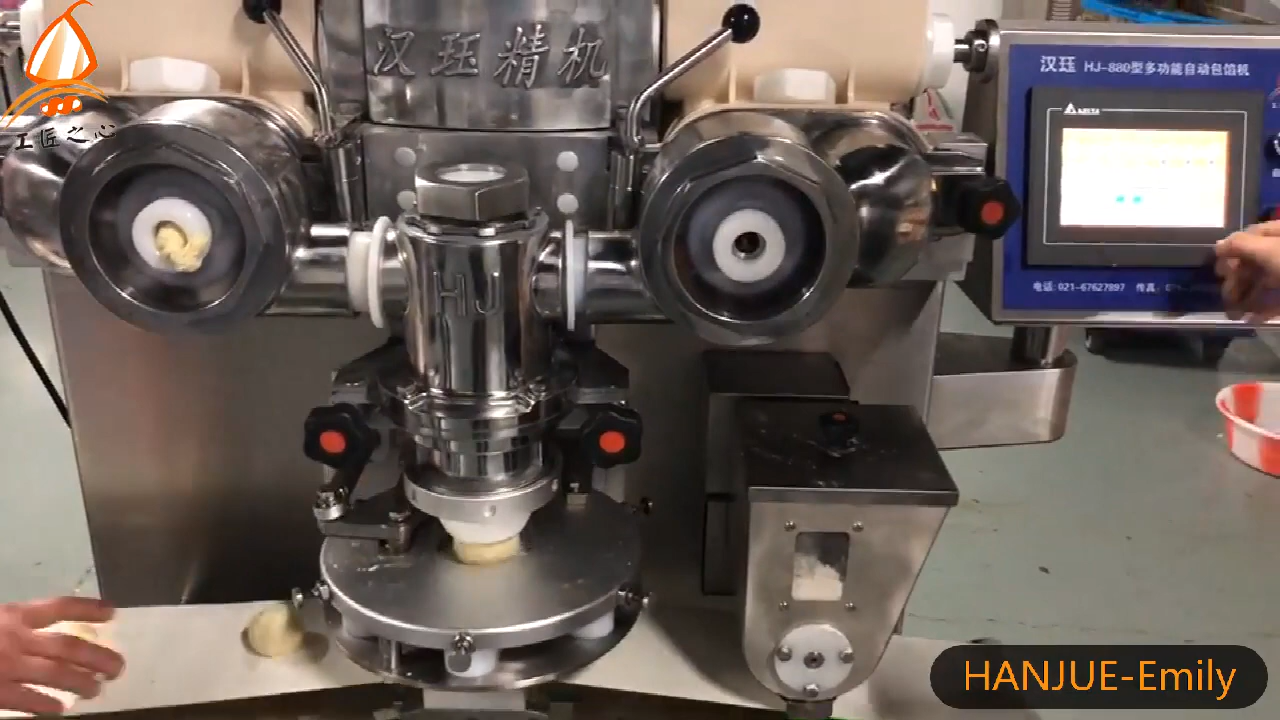 工匠之心
汉珏精机
HJ
汉珏 HJ-880型多功能自动包馅机
DELTA
电话:021-67627897 传真:
HANJUE-Emily